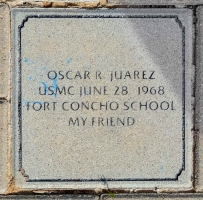 OSCAR R. JUAREZ
USMC JUNE 28, 1968
FORT CONCHO SCHOOL
MY FRIEND